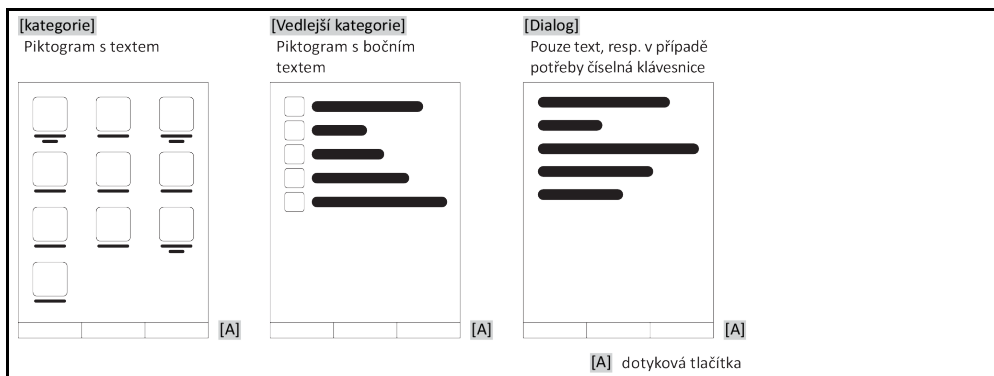 [kategorie]
Piktogram s textem
[Vedlejší kategorie]
Piktogram s bočním
textem
[Dialog]
Pouze text, resp. v případě
potřeby číselná klávesnice
[A]
[A]
[A]
[A] dotyková tlačítka